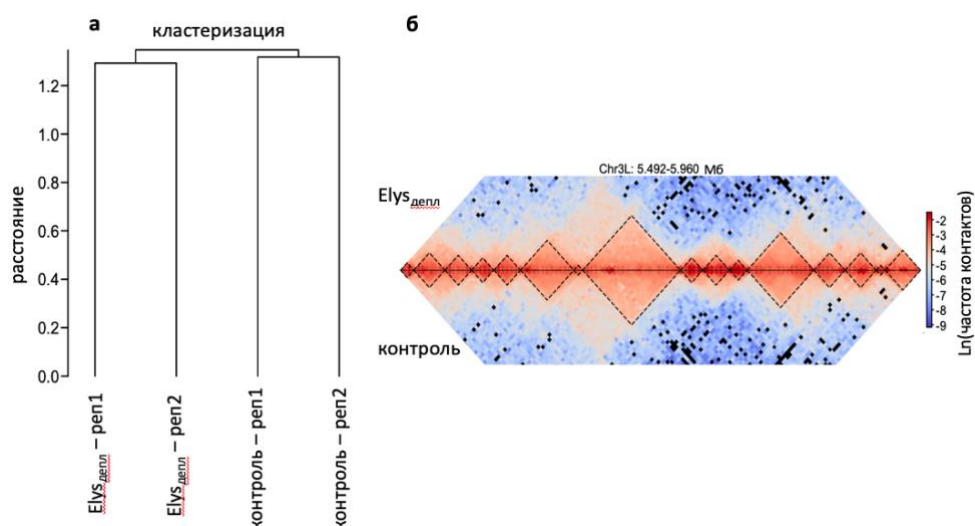 а
кластеризация
расстояние
1.2
1.0
0.8
0.6
0.4
0.2
0.0
Elysдепл – реп1
Elysдепл – реп2
контроль – реп1
контроль – реп2
б
Chr3L: 5.492-5.960 Мб
Elysдепл
контроль
-2
-3
-4
-5
-6
-7
-8
-9
Ln(частота контактов)